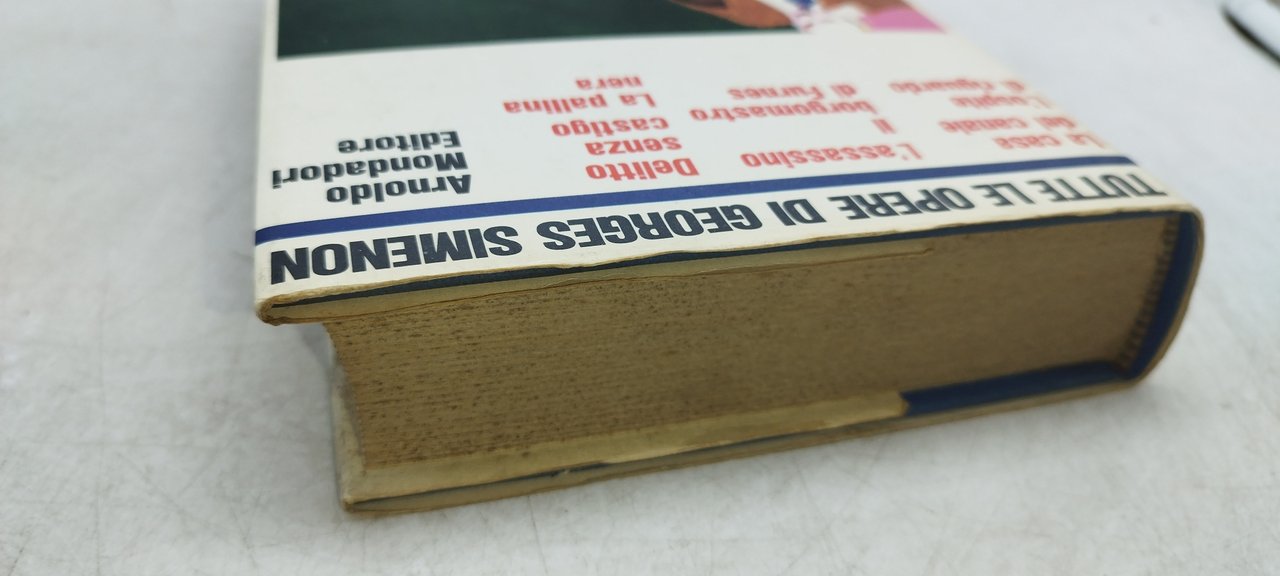 TUTTE LE OPERE DI GEORGES SIMENON
La casa
del canale
L'ospite
di riguardo
L'assassino
Il
borgomastro
di Furnes
Delitto
senza
castigo
La pallina
nera
Arnoldo
Mondadori
Editore